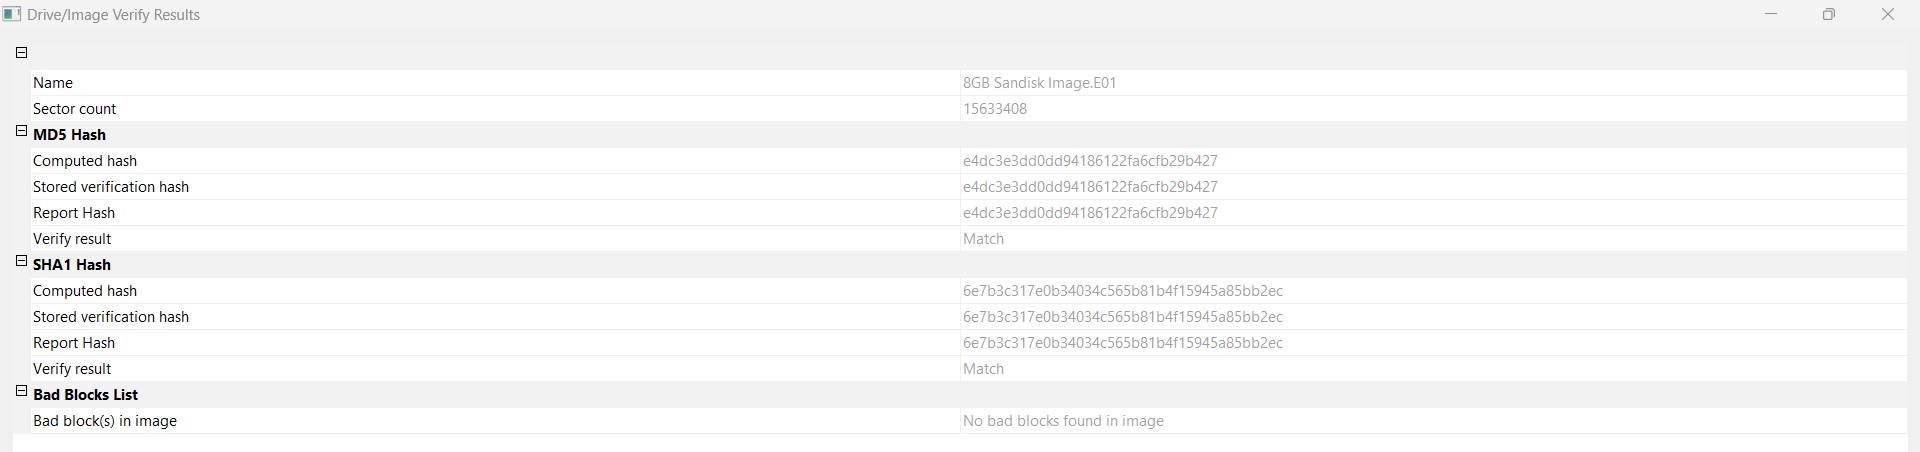 Drive/Image Verify Results
Name 8GB Sandisk Image.E01
Sector count 15633408
MD5 Hash
Computed hash e4dc3e3dd0dd94186122fa6cfb29b427
Stored verification hash e4dc3e3dd0dd94186122fa6cfb29b427
Report Hash e4dc3e3dd0dd94186122fa6cfb29b427
Verify result Match
SHA1 Hash
Computed hash 6e7b3c317e0b34034c565b81b4f15945a85bb2ec
Stored verification hash 6e7b3c317e0b34034c565b81b4f15945a85bb2ec
Report Hash 6e7b3c317e0b34034c565b81b4f15945a85bb2ec
Verify result Match
Bad Blocks List
Bad block(s) in image No bad blocks found in image